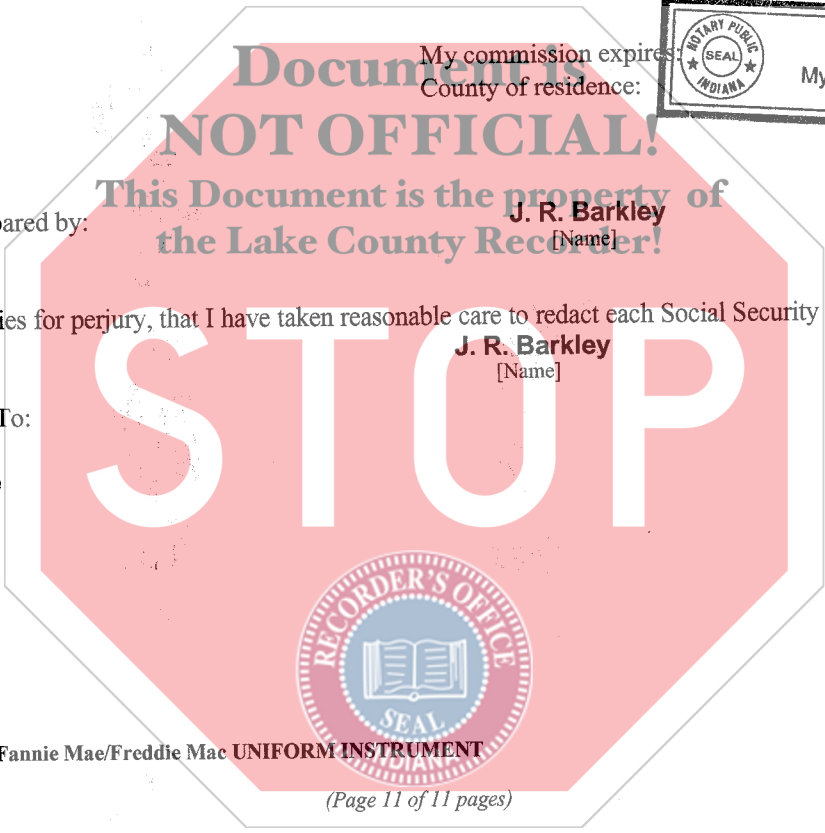 My commission expires:
County of residence:
NOTARY PUBLIC
SEAL
INDIANA
My
Document is
NOT OFFICIAL!
This Document is the property of
the Lake County Recorder!
pared by:
J. R. Barkley
[Name]
ies for perjury, that I have taken reasonable care to redact each Social Security
J. R. Barkley
[Name]
To:
STOP
RECORDER'S OFFICE
SEAL
INDIANA
Fannie Mae/Freddie Mac UNIFORM INSTRUMENT
(Page 11 of 11 pages)